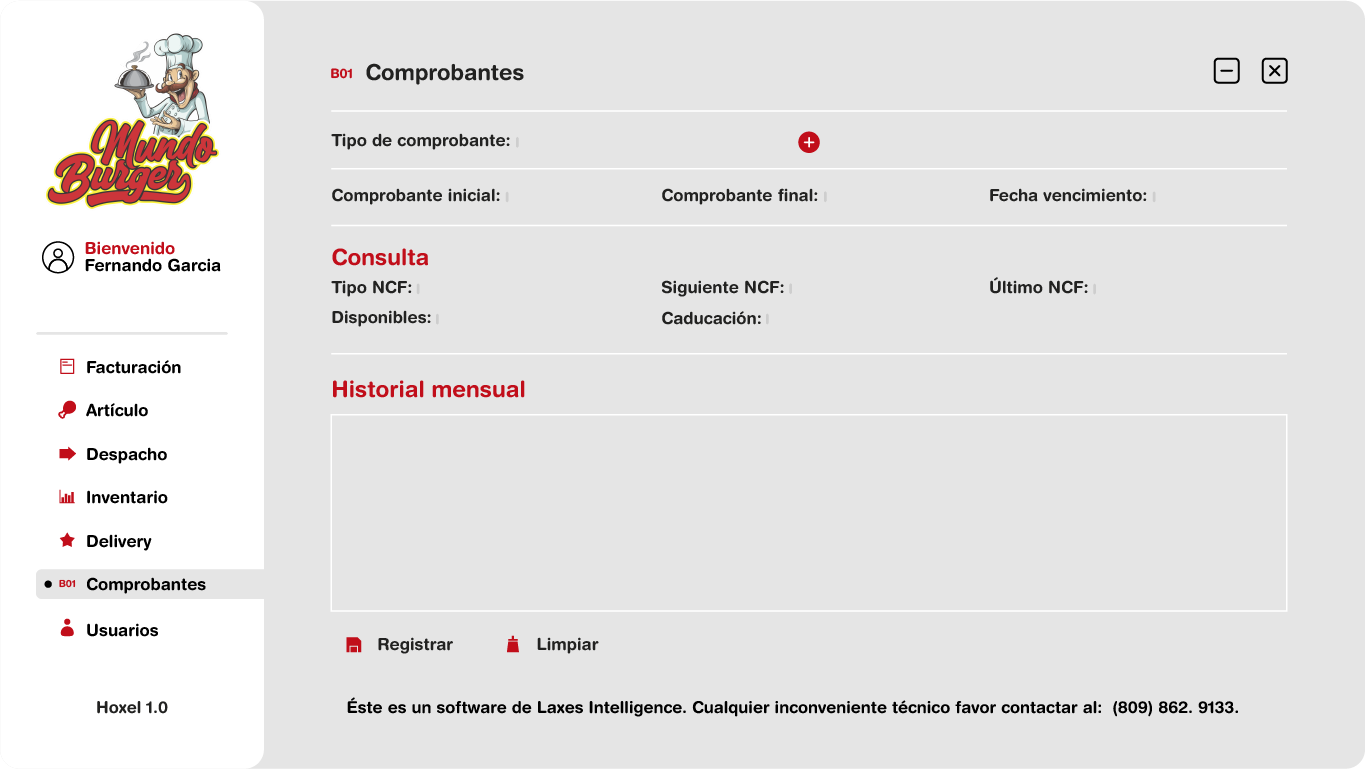 Mundo
Burger
Bienvenido
Fernando Garcia
Facturación
Artículo
Despacho
Inventario
Delivery
B01 Comprobantes
Usuarios
Hoxel 1.0
B01 Comprobantes
Tipo de comprobante:
Comprobante inicial: Comprobante final: Fecha vencimiento:
Consulta
Tipo NCF: Siguiente NCF: Último NCF:
Disponibles: Caducación:
Historial mensual
Registrar Limpiar
Éste es un software de Laxes Intelligence. Cualquier inconveniente técnico favor contactar al: (809) 862. 9133.